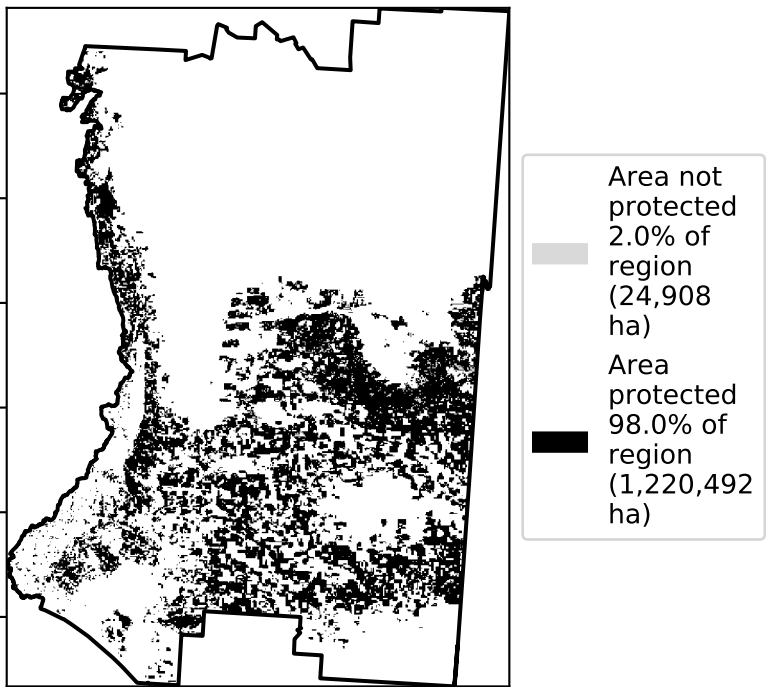 Area not
protected
2.0% of
region
(24,908
ha)
Area
protected
98.0% of
region
(1,220,492
ha)